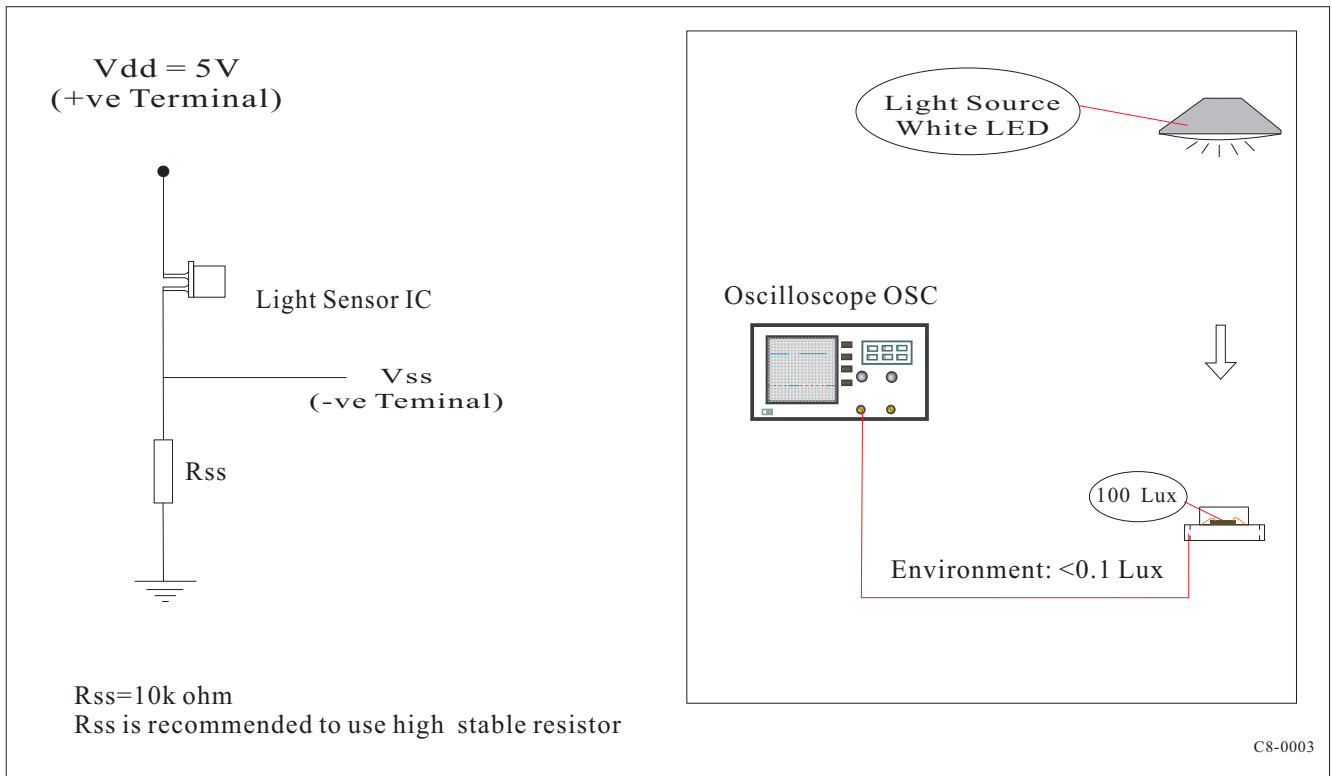 Vdd = 5V
(+ve Terminal)
Light Sensor IC
Vss
(-ve Teminal)
Rss
Rss=10k ohm
Rss is recommended to use high stable resistor
Light Source
White LED
Oscilloscope OSC
100 Lux
Environment: <0.1 Lux
C8-0003